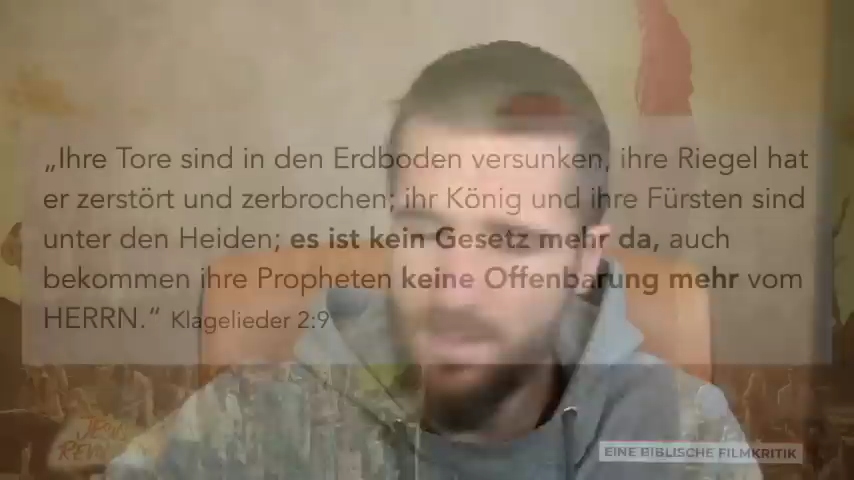 „Ihre Tore sind in den Erdboden versunken, ihre Riegel hat
er zerstört und zerbrochen; ihr König und ihre Fürsten sind
unter den Heiden; es ist kein Gesetz mehr da, auch
bekommen ihre Propheten keine Offenbarung mehr vom
HERRN.“ Klagelieder 2:9
JESUS
EINE BIBLISCHE FILMKRITIK